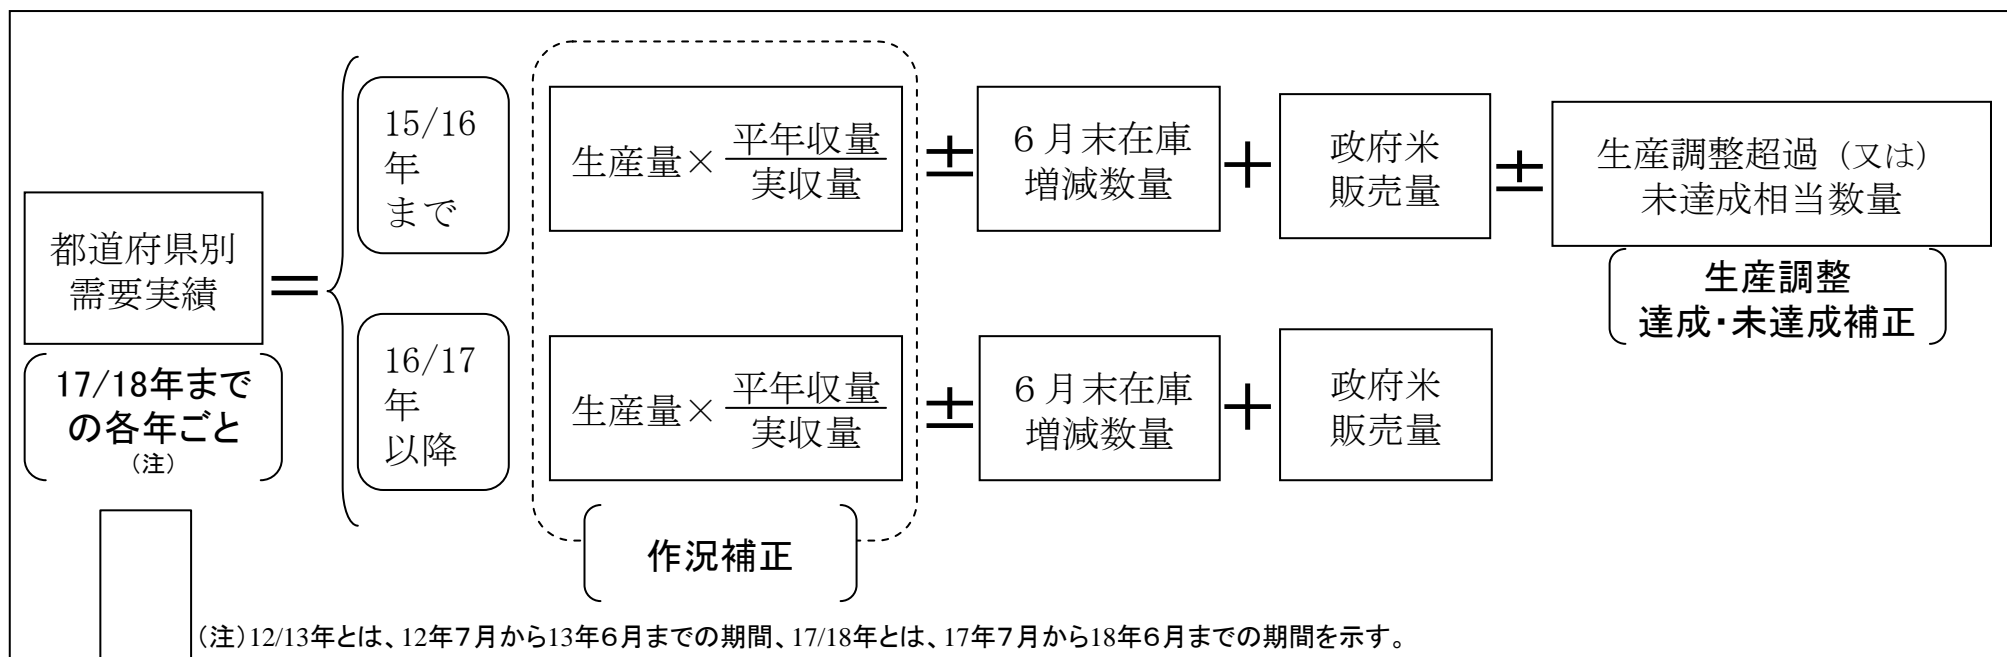 都道府県別
需要実績
=
17/18年まで
の各年ごと
(注)
15/16
年
まで
生産量× 平年収量
実収量
±
6月末在庫
増減数量
+
政府米
販売量
±
生産調整超過(又は)
未達成相当数量
生産調整
達成・未達成補正
16/17
年
以降
生産量× 平年収量
実収量
±
6月末在庫
増減数量
+
政府米
販売量
作況補正
(注)12/13年とは、12年7月から13年6月までの期間、17/18年とは、17年7月から18年6月までの期間を示す。